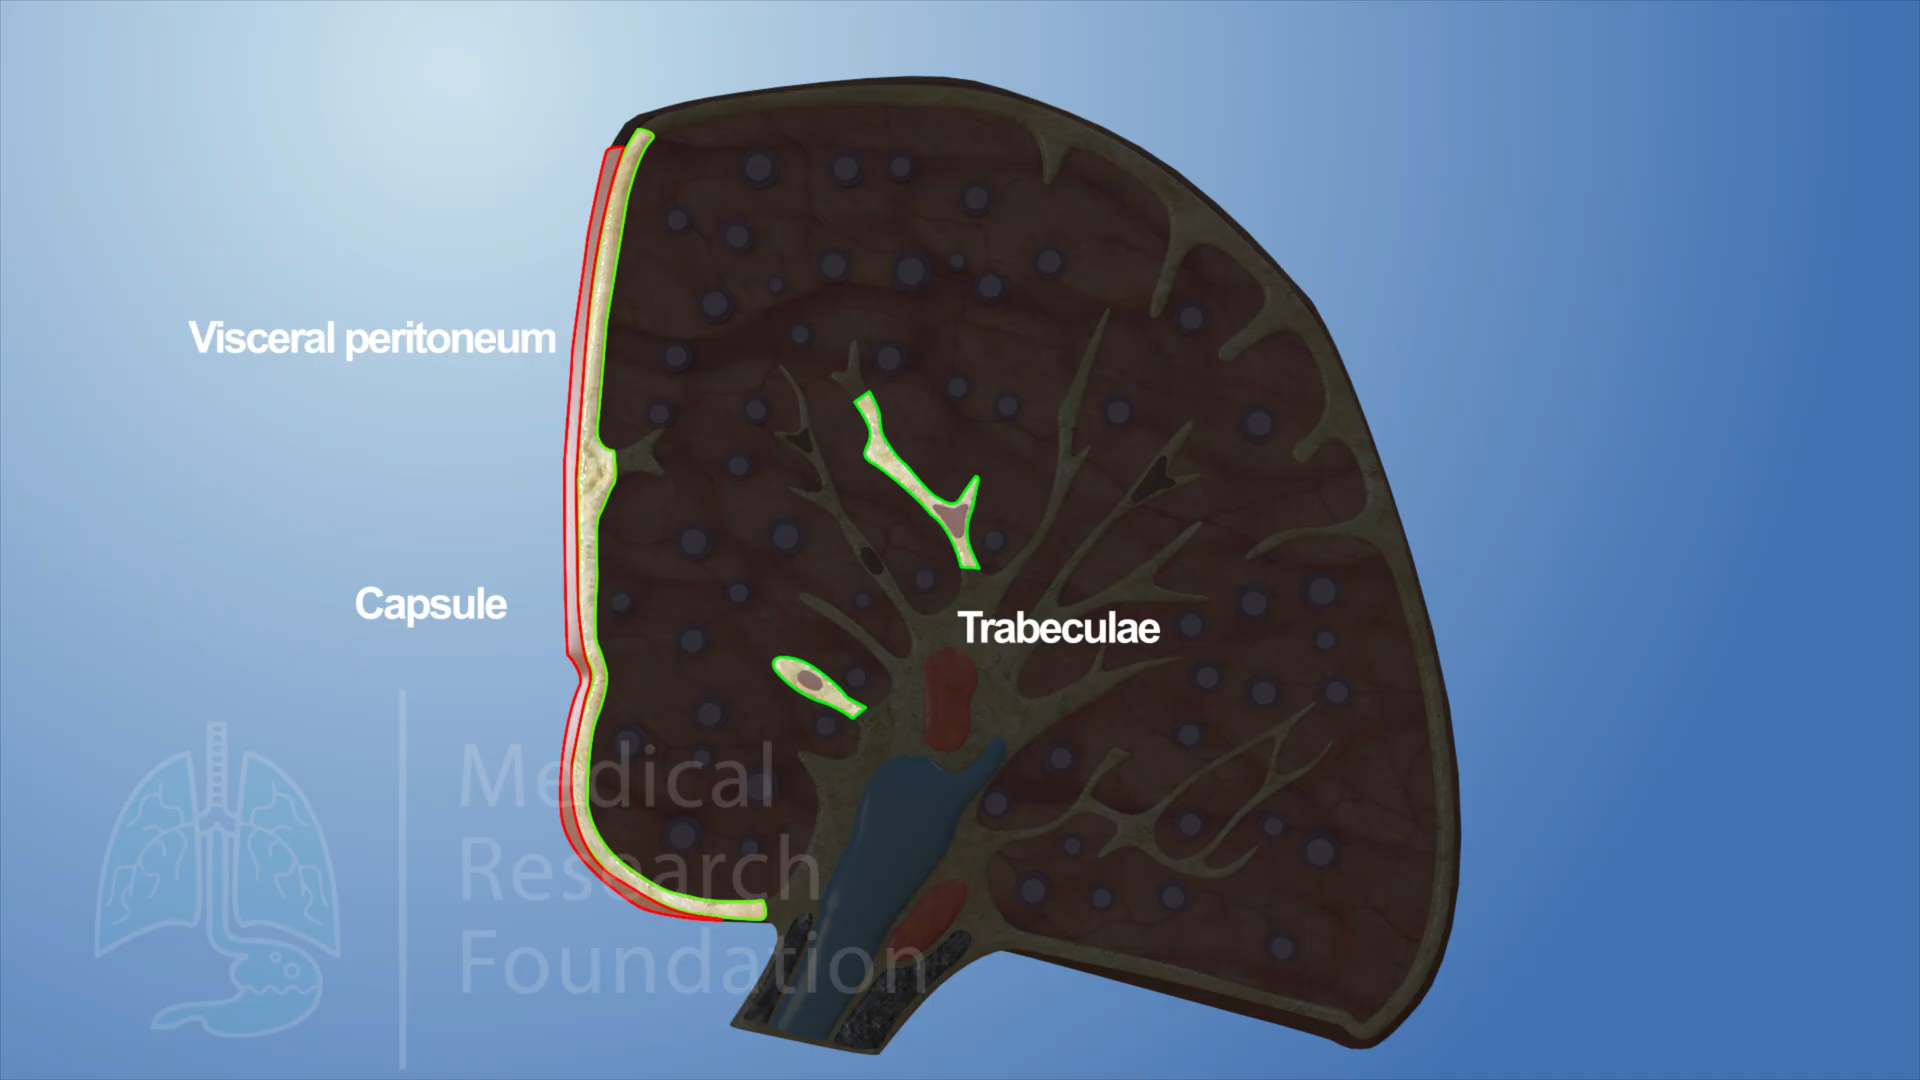 Visceral peritoneum
Capsule
Trabeculae
Medical
Research
Foundation